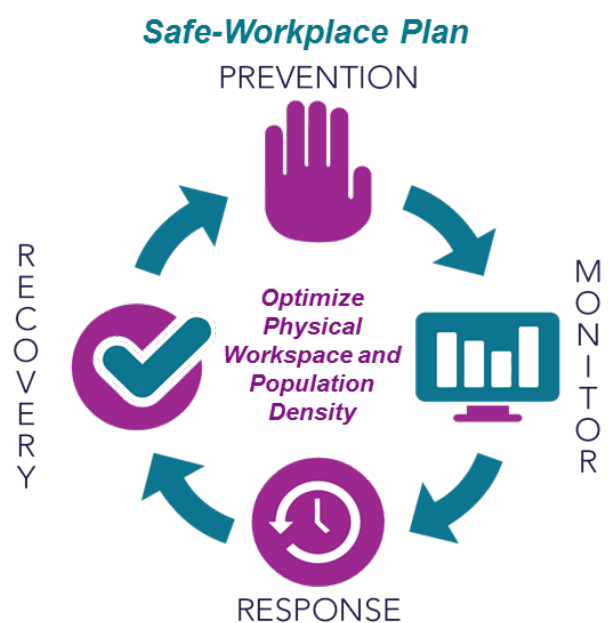 Safe-Workplace Plan
PREVENTION
RECOVERY
Optimize
Physical
Workspace and
Population
Density
MONITOR
RESPONSE